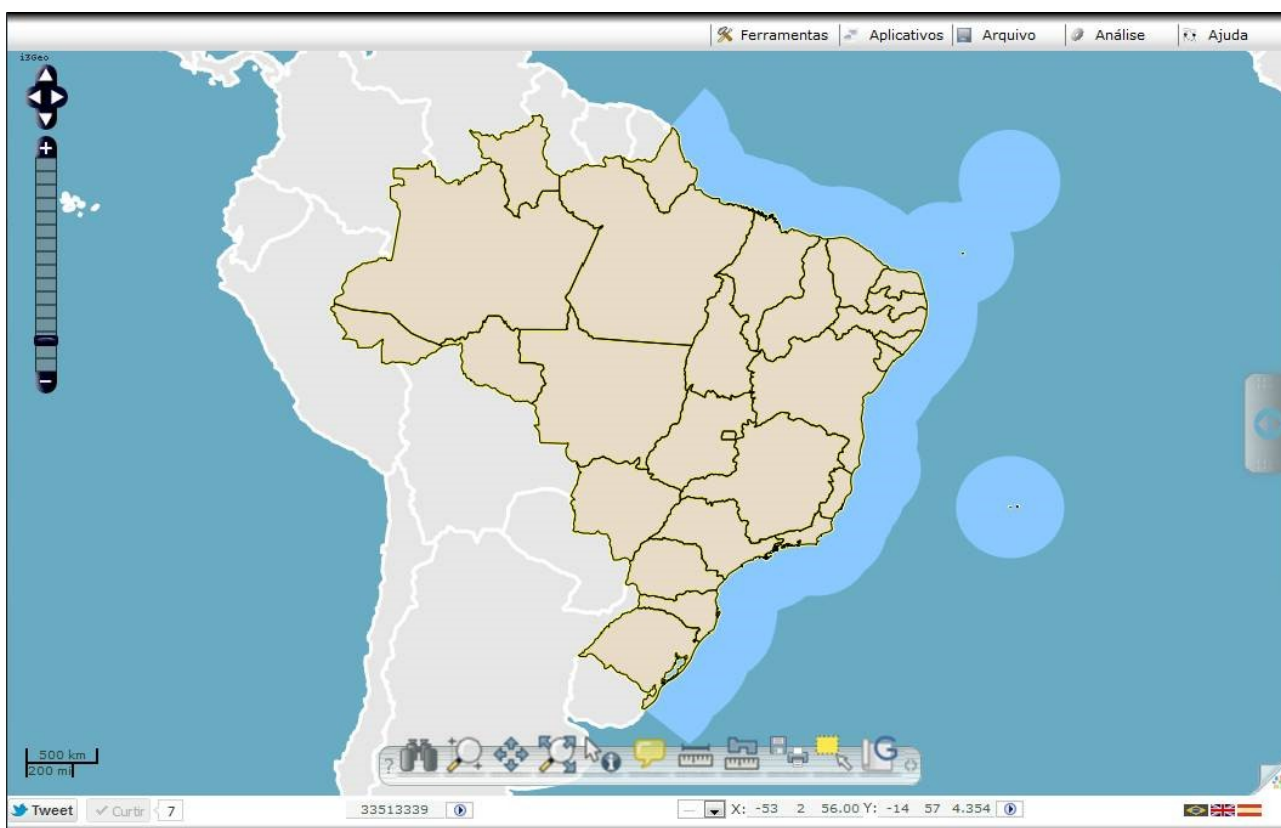 Ferramentas Aplicativos Arquivo Análise Ajuda
i3Geo
500 km
200 mi
?
G
Tweet Curtir 7 33513339 — X: -53 2 56.00 Y: -14 57 4.354